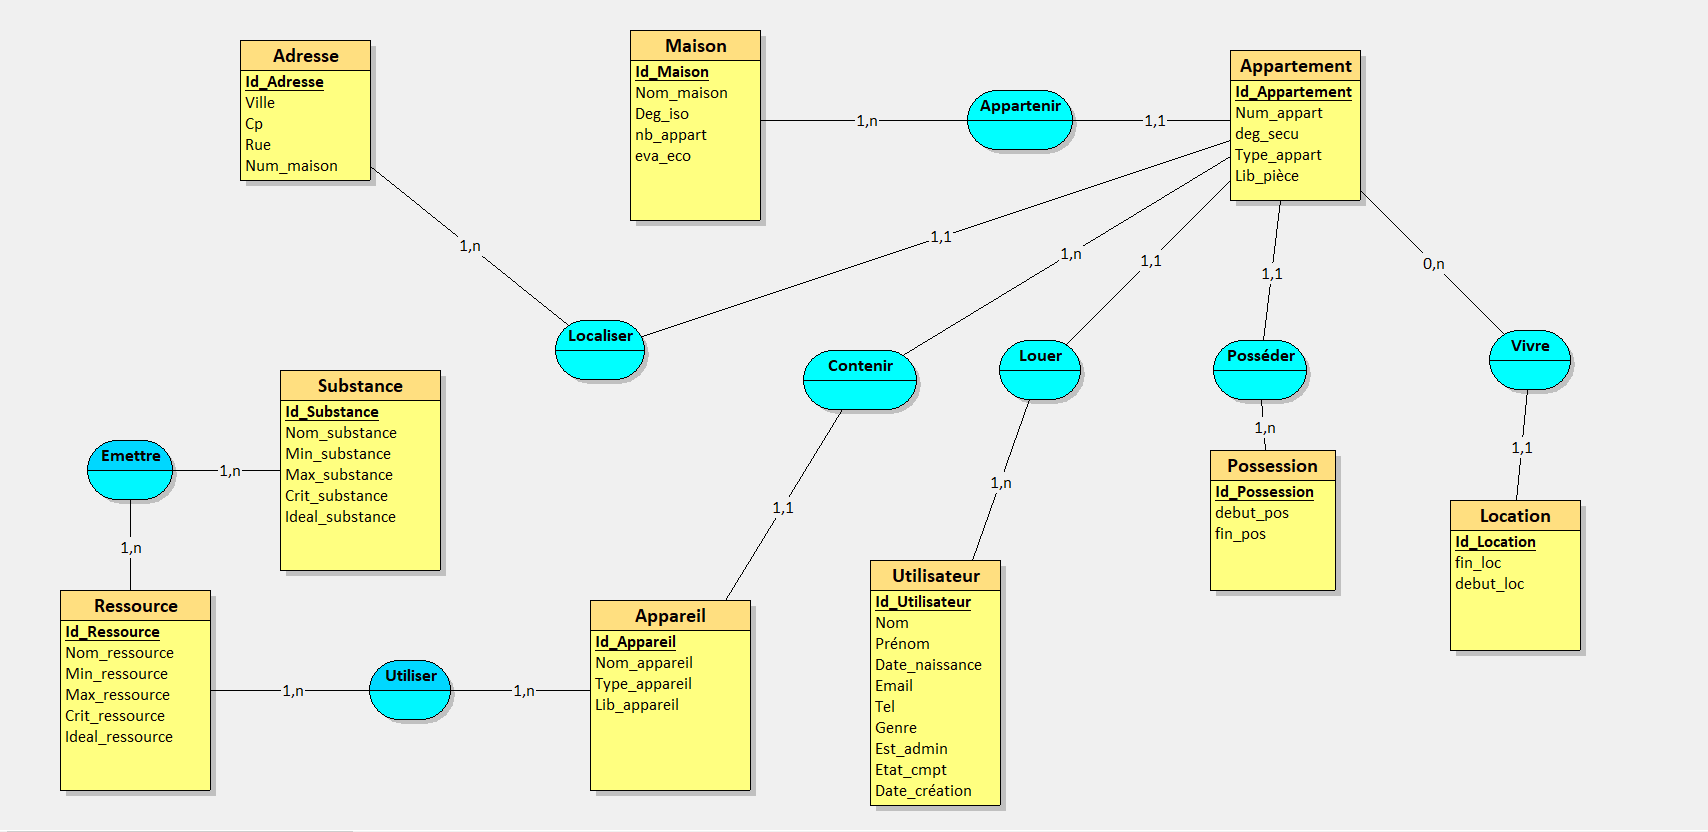 Adresse
Id_Adresse
Ville
Cp
Rue
Num_maison
Maison
Id_Maison
Nom_maison
Deg_iso
nb_appart
eva_eco
1,n
Appartenir
1,1
Appartement
Id_Appartement
Num_appart
deg_secu
Type_appart
Lib_pièce
1,n
1,1
1,n
1,1
1,1
0,n
Localiser
Contenir
Louer
Posséder
Vivre
Substance
Id_Substance
Nom_substance
Min_substance
Max_substance
Crit_substance
Ideal_substance
Emettre
1,n
1,n
1,1
1,n
1,n
1,1
Possession
Id_Possession
debut_pos
fin_pos
Location
Id_Location
fin_loc
debut_loc
Ressource
Id_Ressource
Nom_ressource
Min_ressource
Max_ressource
Crit_ressource
Ideal_ressource
1,n
Utiliser
1,n
Appareil
Id_Appareil
Nom_appareil
Type_appareil
Lib_appareil
Utilisateur
Id_Utilisateur
Nom
Prénom
Date_naissance
Email
Tel
Genre
Est_admin
Etat_cmpt
Date_création